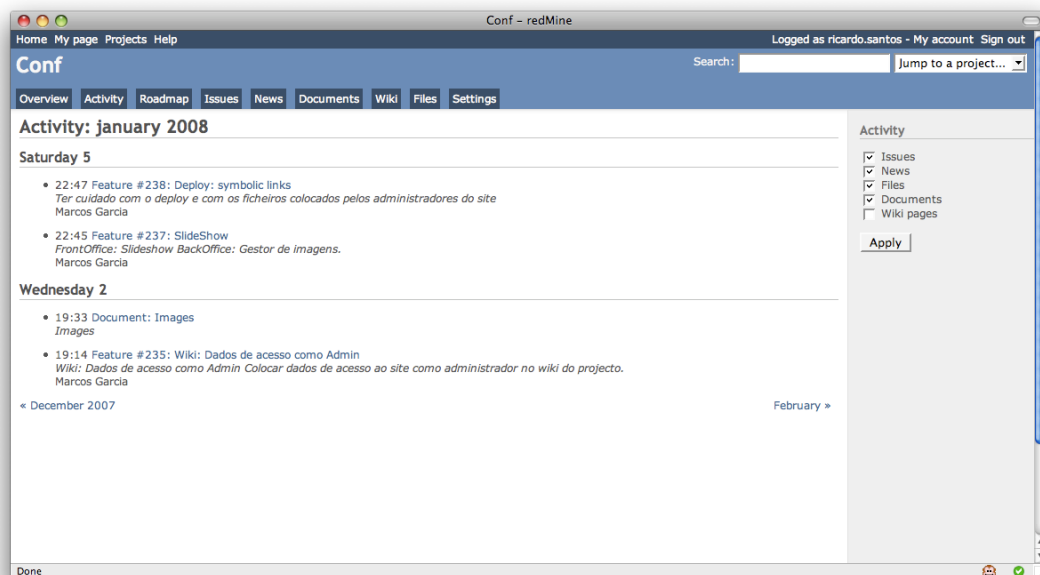 Conf – redMine
Home My page Projects Help
Logged as ricardo.santos - My account Sign out
Conf
Search:
Jump to a project...
Overview Activity Roadmap Issues News Documents Wiki Files Settings
Activity: january 2008
Saturday 5
22:47 Feature #238: Deploy: symbolic links
Ter cuidado com o deploy e com os ficheiros colocados pelos administradores do site
Marcos Garcia
22:45 Feature #237: SlideShow
FrontOffice: Slideshow BackOffice: Gestor de imagens.
Marcos Garcia
Wednesday 2
19:33 Document: Images
Images
19:14 Feature #235: Wiki: Dados de acesso como Admin
Wiki: Dados de acesso como Admin Colocar dados de acesso ao site como administrador no wiki do projecto.
Marcos Garcia
« December 2007
February »
Activity
Issues
News
Files
Documents
Wiki pages
Apply
Done